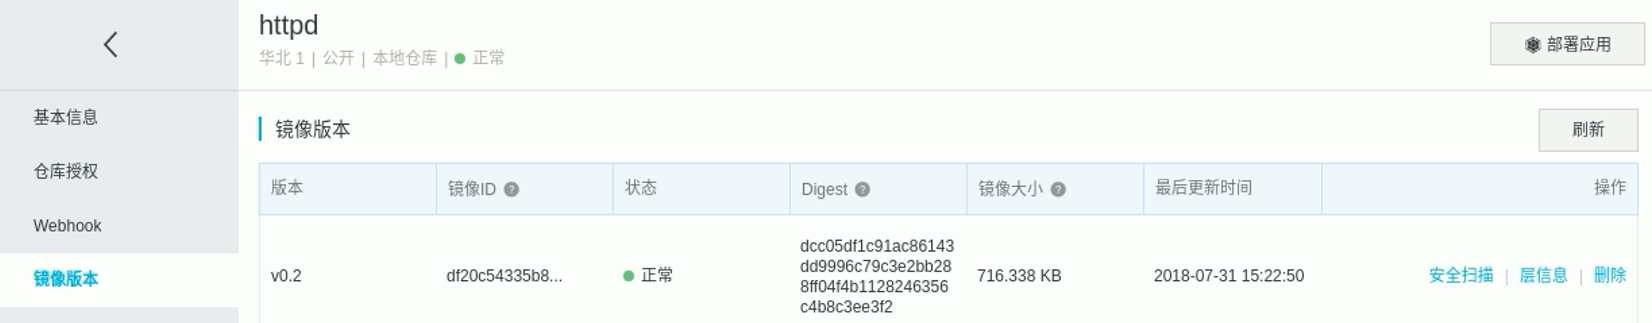 httpd
华北 1 | 公开 | 本地仓库 | 正常
部署应用
基本信息
仓库授权
Webhook
镜像版本
镜像版本
刷新
版本 镜像ID ? 状态 Digest ? 镜像大小 ? 最后更新时间 操作
v0.2 df20c54335b8... 正常 dcc05df1c91ac86143 716.338 KB 2018-07-31 15:22:50 安全扫描 | 层信息 | 删除
dd9996c79c3e2bb28
8ff04f4b1128246356
c4b8c3ee3f2